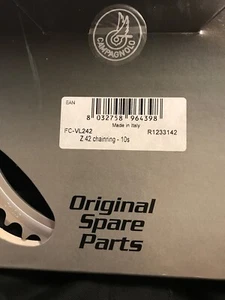 CAMPAGNOLO
EAN
8 032758 964398
Made in Italy
FC-VL242 R1233142
Z 42 chainring - 10s
Original
Spare
Parts